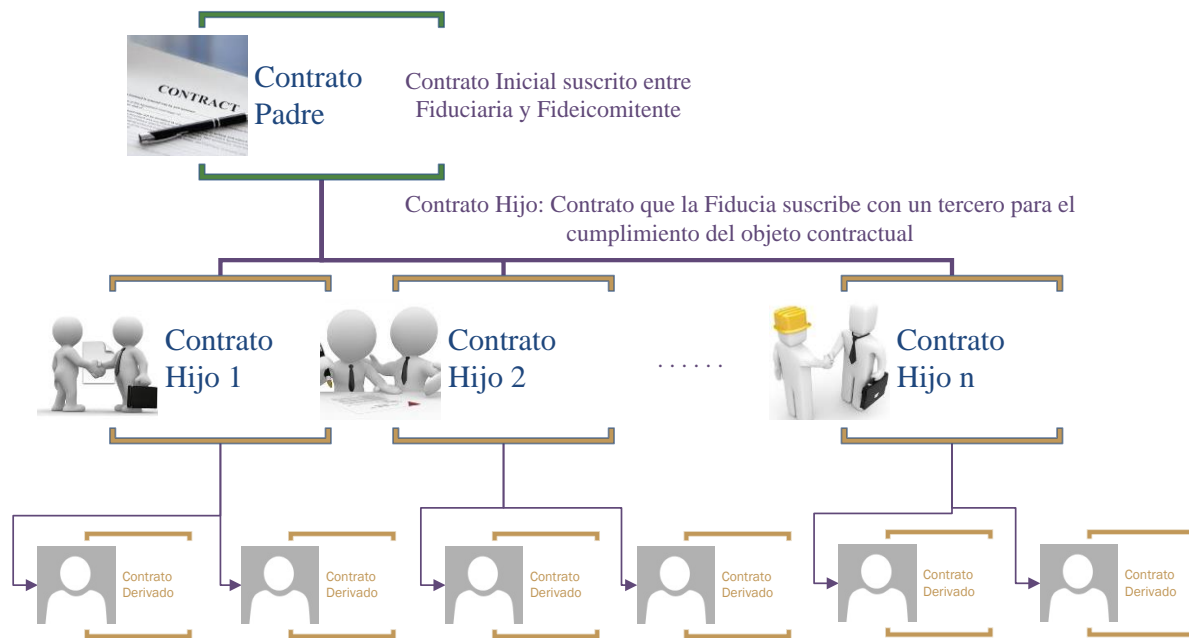 CONTRACT
Contrato
Padre
Contrato Inicial suscrito entre
Fiduciaria y Fideicomitente
Contrato Hijo: Contrato que la Fiducia suscribe con un tercero para el
cumplimiento del objeto contractual
Contrato
Hijo 1
Contrato
Hijo 2
. . . . . .
Contrato
Hijo n
Contrato
Derivado
Contrato
Derivado
Contrato
Derivado
Contrato
Derivado
Contrato
Derivado
Contrato
Derivado